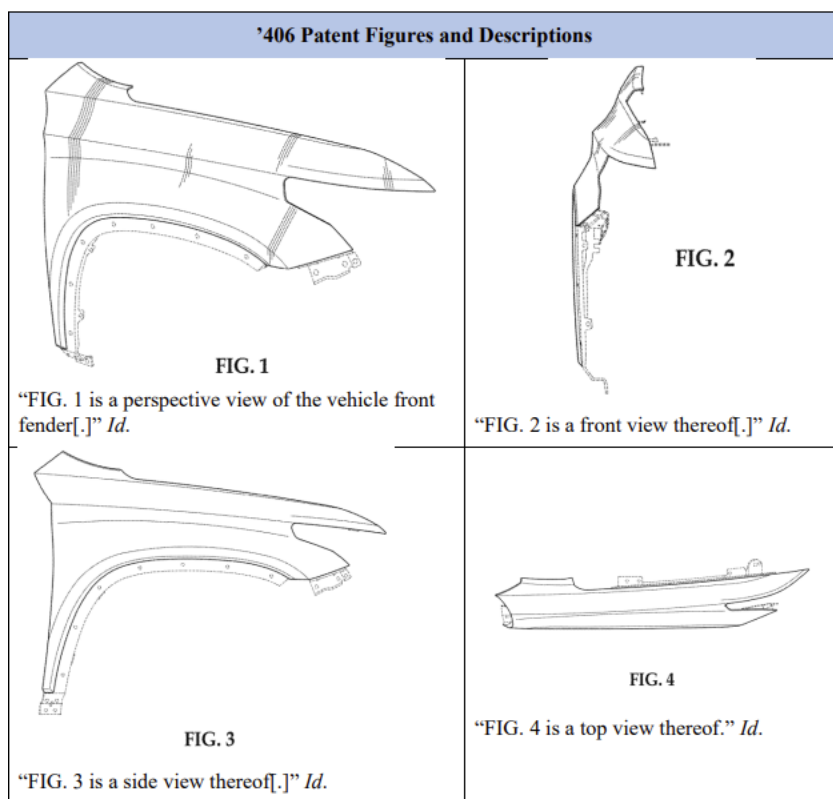 ’406 Patent Figures and Descriptions
FIG. 1
“FIG. 1 is a perspective view of the vehicle front
fender[.]” Id.
FIG. 2
“FIG. 2 is a front view thereof[.]” Id.
FIG. 3
“FIG. 3 is a side view thereof[.]” Id.
FIG. 4
“FIG. 4 is a top view thereof.” Id.